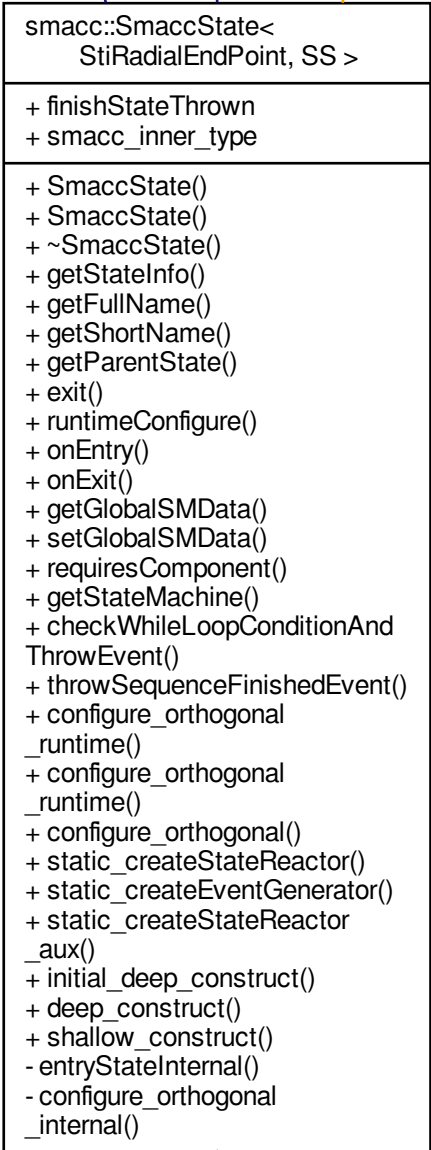 smacc::SmaccState<
StiRadialEndPoint, SS >
+ finishStateThrown
+ smacc_inner_type
+ SmaccState()
+ SmaccState()
+ ~SmaccState()
+ getStateInfo()
+ getFullName()
+ getShortName()
+ getParentState()
+ exit()
+ runtimeConfigure()
+ onEntry()
+ onExit()
+ getGlobalSMData()
+ setGlobalSMData()
+ requiresComponent()
+ getStateMachine()
+ checkWhileLoopConditionAnd
ThrowEvent()
+ throwSequenceFinishedEvent()
+ configure_orthogonal
_runtime()
+ configure_orthogonal
_runtime()
+ configure_orthogonal()
+ static_createStateReactor()
+ static_createEventGenerator()
+ static_createStateReactor
_aux()
+ initial_deep_construct()
+ deep_construct()
+ shallow_construct()
- entryStateInternal()
- configure_orthogonal
_internal()